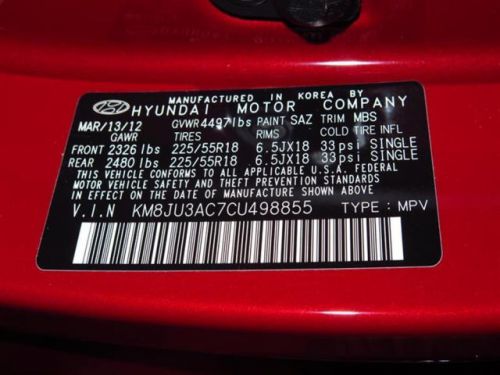 MANUFACTURED IN KOREA BY
HYUNDAI MOTOR COMPANY
MAR/13/12 GVWR 4497lbs PAINT SAZ TRIM MBS
GAWR TIRES RIMS COLD TIRE INFL
FRONT 2326 lbs 225/55R18 6.5JX18 33psi SINGLE
REAR 2480 lbs 225/55R18 6.5JX18 33psi SINGLE
THIS VEHICLE CONFORMS TO ALL APPLICABLE U.S.A. FEDERAL
MOTOR VEHICLE SAFETY STANDARDS IN EFFECT ON THE DATE OF
MANUFACTURE SHOWN ABOVE.
V.I.N KM8JU3AC7CU498855 TYPE : MPV